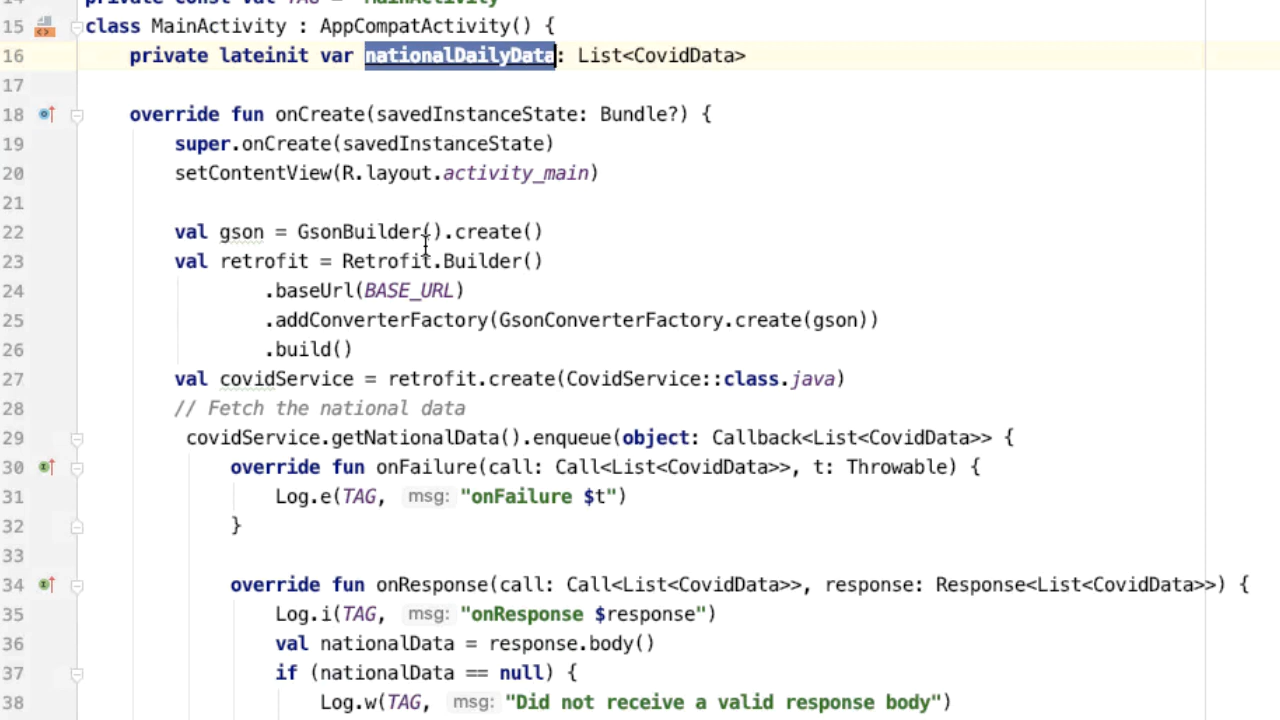 15 class MainActivity : AppCompatActivity() {
16 private lateinit var nationalDailyData: List<CovidData>
17
18 override fun onCreate(savedInstanceState: Bundle?) {
19 super.onCreate(savedInstanceState)
20 setContentView(R.layout.activity_main)
21
22 val gson = GsonBuilder().create()
23 val retrofit = Retrofit.Builder()
24 .baseUrl(BASE_URL)
25 .addConverterFactory(GsonConverterFactory.create(gson))
26 .build()
27 val covidService = retrofit.create(CovidService::class.java)
28 // Fetch the national data
29 covidService.getNationalData().enqueue(object: Callback<List<CovidData>> {
30 override fun onFailure(call: Call<List<CovidData>>, t: Throwable) {
31 Log.e(TAG, msg: "onFailure $t")
32 }
33
34 override fun onResponse(call: Call<List<CovidData>>, response: Response<List<CovidData>>) {
35 Log.i(TAG, msg: "onResponse $response")
36 val nationalData = response.body()
37 if (nationalData == null) {
38 Log.w(TAG, msg: "Did not receive a valid response body")